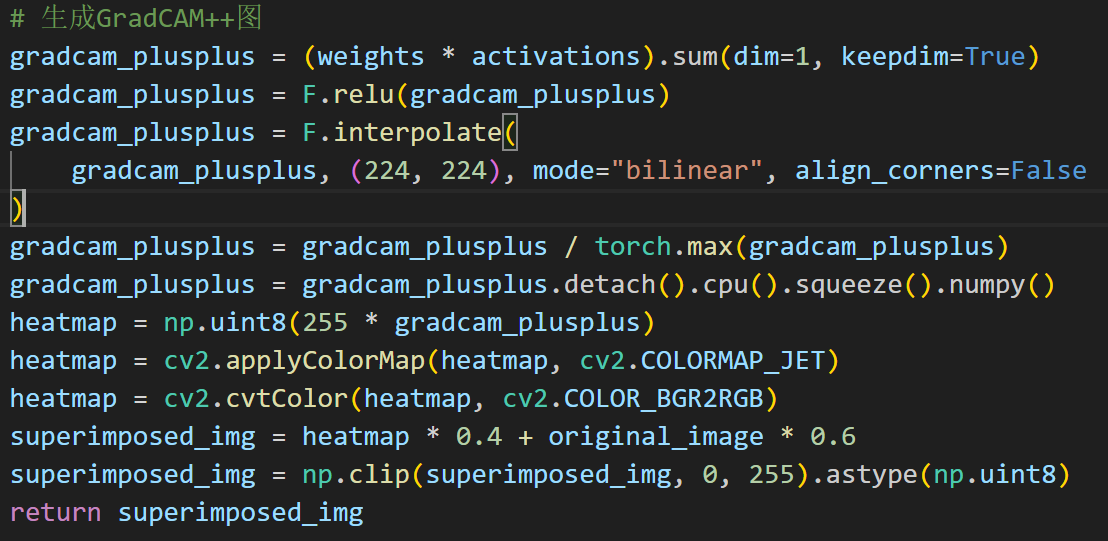 # 生成GradCAM++图
gradcam_plusplus = (weights * activations).sum(dim=1, keepdim=True)
gradcam_plusplus = F.relu(gradcam_plusplus)
gradcam_plusplus = F.interpolate(
    gradcam_plusplus, (224, 224), mode="bilinear", align_corners=False
)
gradcam_plusplus = gradcam_plusplus / torch.max(gradcam_plusplus)
gradcam_plusplus = gradcam_plusplus.detach().cpu().squeeze().numpy()
heatmap = np.uint8(255 * gradcam_plusplus)
heatmap = cv2.applyColorMap(heatmap, cv2.COLORMAP_JET)
heatmap = cv2.cvtColor(heatmap, cv2.COLOR_BGR2RGB)
superimposed_img = heatmap * 0.4 + original_image * 0.6
superimposed_img = np.clip(superimposed_img, 0, 255).astype(np.uint8)
return superimposed_img